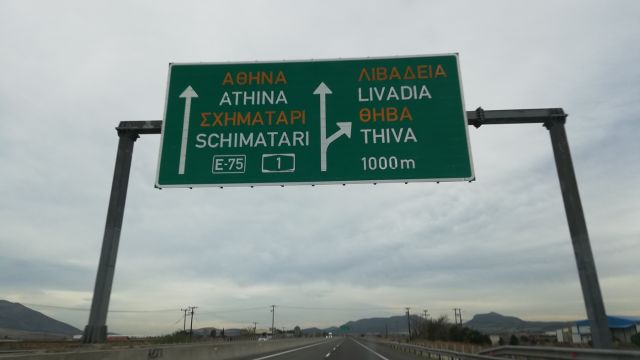 ΑΘΗΝΑ
ATHINA
ΣΧΗΜΑΤΑΡΙ
SCHIMATARI
E-75 1
ΛΙΒΑΔΕΙΑ
LIVADIA
ΘΗΒΑ
THIVA
1000m